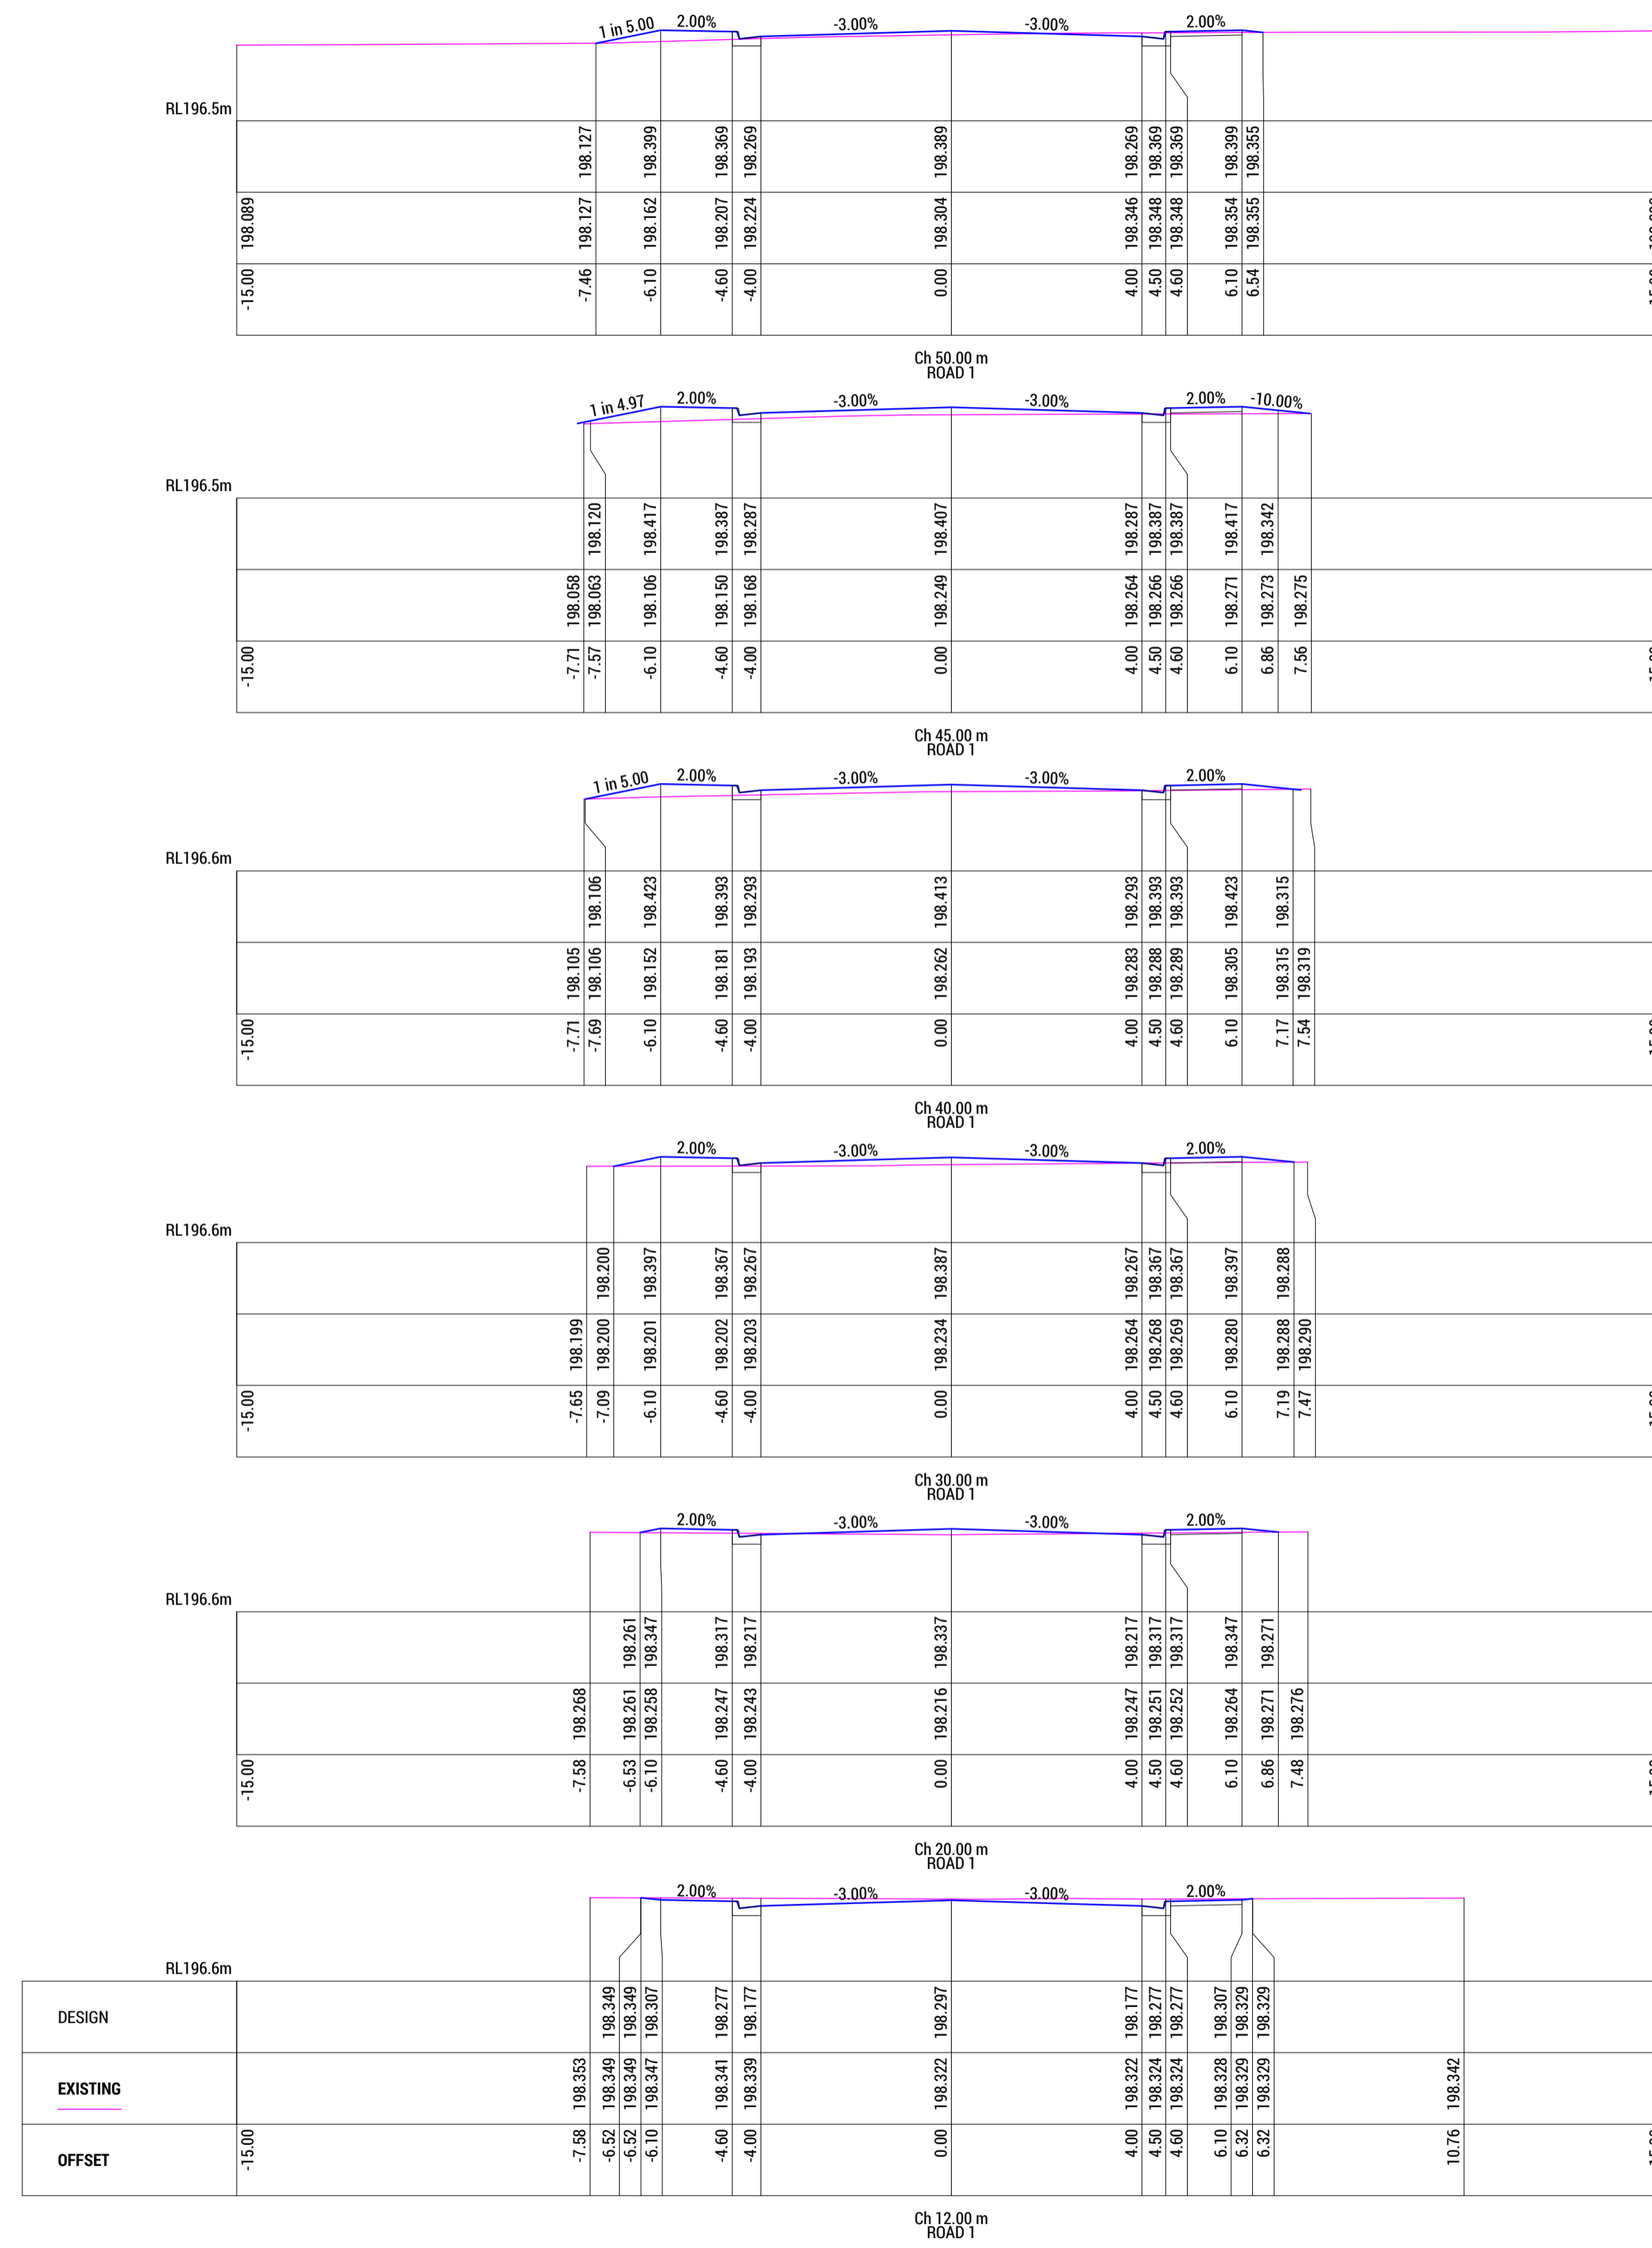 1 in 5.00 2.00% -3.00% -3.00% 2.00%
RL196.5m
198.127 198.399 198.369 198.269 198.389 198.269 198.369 198.369 198.399 198.355
198.089 198.127 198.162 198.207 198.224 198.304 198.346 198.348 198.348 198.354 198.355
-15.00 -7.46 -6.10 -4.60 -4.00 0.00 4.00 4.50 4.60 6.10 6.54
Ch 50.00 m
ROAD 1
1 in 4.97 2.00% -3.00% -3.00% 2.00% -10.00%
RL196.5m
198.120 198.417 198.387 198.287 198.407 198.287 198.387 198.387 198.417 198.342
198.058 198.063 198.106 198.150 198.168 198.249 198.264 198.266 198.266 198.271 198.273 198.275
-15.00 -7.71 -7.57 -6.10 -4.60 -4.00 0.00 4.00 4.50 4.60 6.10 6.86 7.56
Ch 45.00 m
ROAD 1
1 in 5.00 2.00% -3.00% -3.00% 2.00%
RL196.6m
198.106 198.423 198.393 198.293 198.413 198.293 198.393 198.393 198.423 198.315
198.105 198.106 198.152 198.181 198.193 198.262 198.283 198.288 198.289 198.305 198.315 198.319
-15.00 -7.71 -7.69 -6.10 -4.60 -4.00 0.00 4.00 4.50 4.60 6.10 7.17 7.54
Ch 40.00 m
ROAD 1
2.00% -3.00% -3.00% 2.00%
RL196.6m
198.200 198.397 198.367 198.267 198.387 198.267 198.367 198.367 198.397 198.288
198.199 198.200 198.201 198.202 198.203 198.234 198.264 198.268 198.269 198.280 198.288 198.290
-15.00 -7.65 -7.09 -6.10 -4.60 -4.00 0.00 4.00 4.50 4.60 6.10 7.19 7.47
Ch 30.00 m
ROAD 1
2.00% -3.00% -3.00% 2.00%
RL196.6m
198.261 198.347 198.317 198.217 198.337 198.217 198.317 198.317 198.347 198.271
198.268 198.261 198.258 198.247 198.243 198.216 198.247 198.251 198.252 198.264 198.271 198.276
-15.00 -7.58 -6.53 -6.10 -4.60 -4.00 0.00 4.00 4.50 4.60 6.10 6.86 7.48
Ch 20.00 m
ROAD 1
2.00% -3.00% -3.00% 2.00%
RL196.6m
DESIGN 198.349 198.349 198.307 198.277 198.177 198.297 198.177 198.277 198.277 198.307 198.329 198.329
EXISTING 198.353 198.349 198.349 198.347 198.341 198.339 198.322 198.322 198.324 198.324 198.328 198.329 198.329 198.342
OFFSET -15.00 -7.58 -6.52 -6.52 -6.10 -4.60 -4.00 0.00 4.00 4.50 4.60 6.10 6.32 6.32 10.76
Ch 12.00 m
ROAD 1